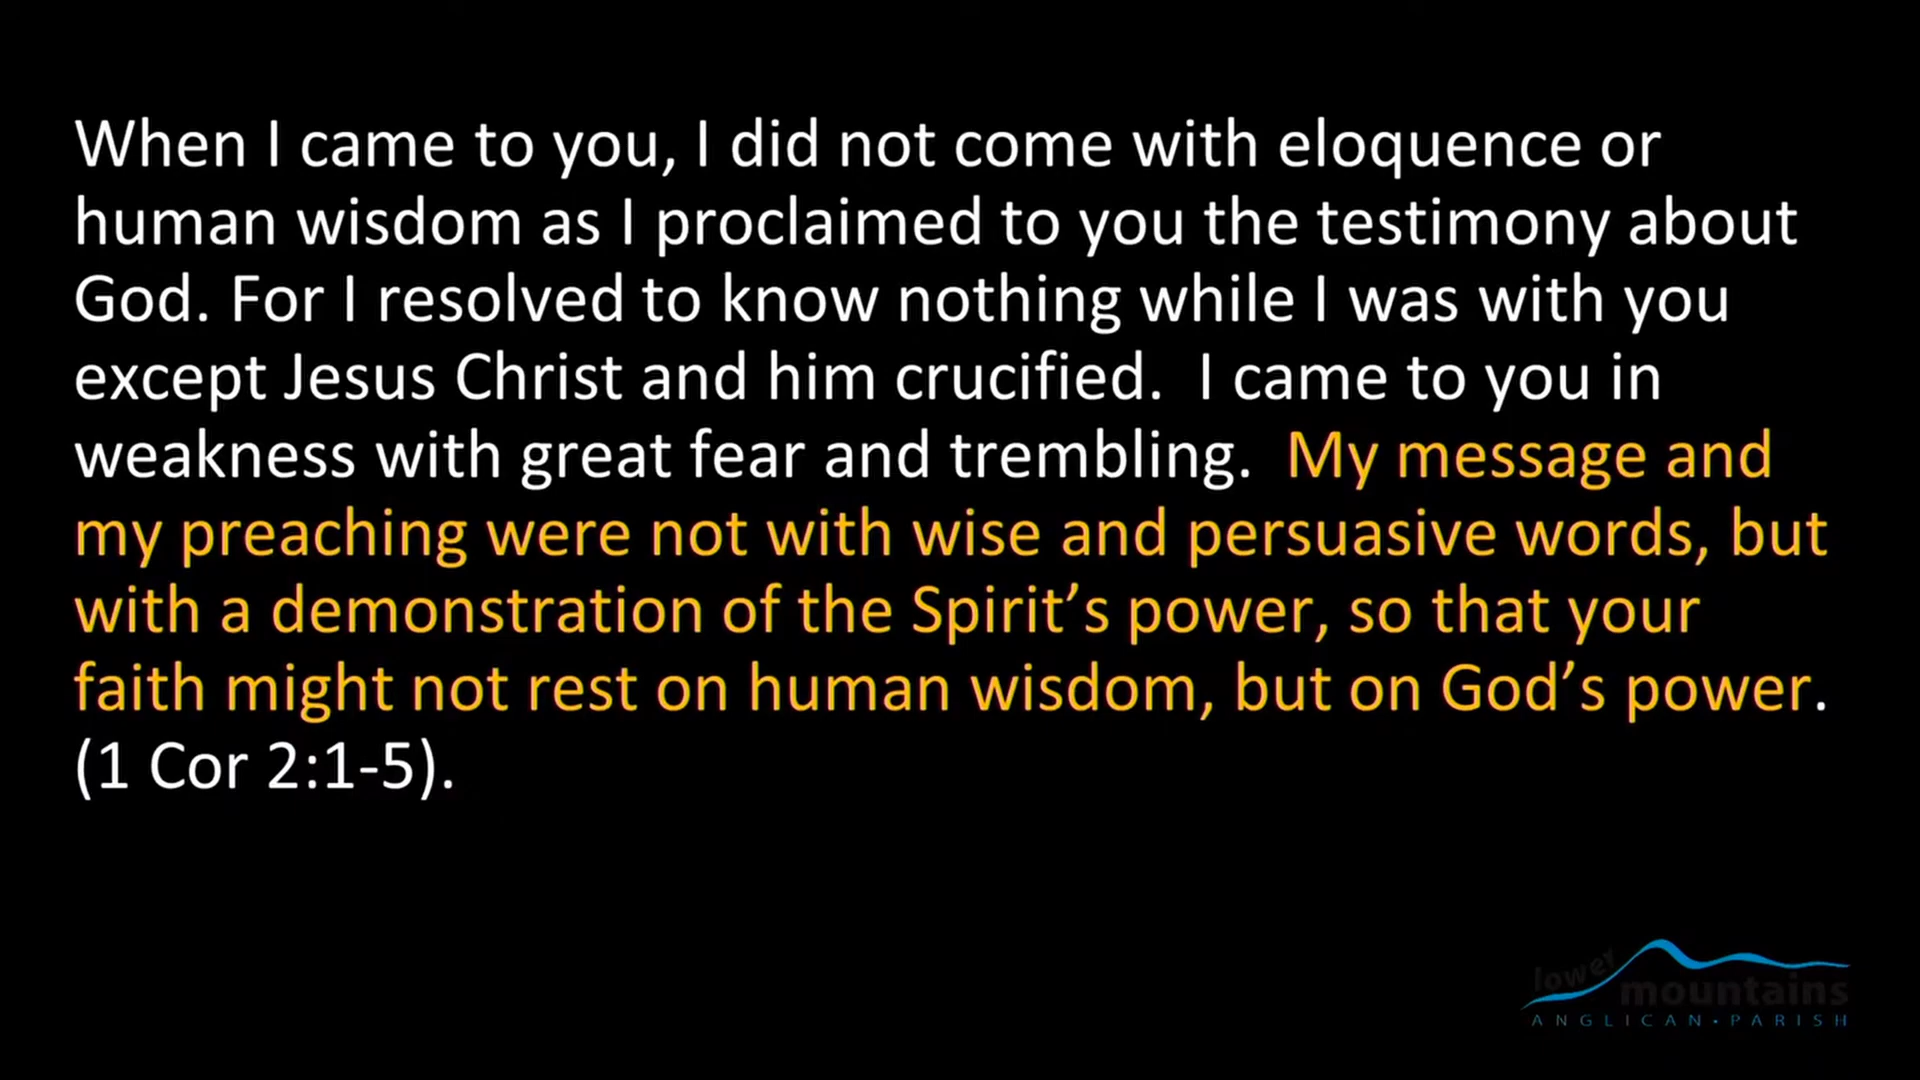 When I came to you, I did not come with eloquence or
human wisdom as I proclaimed to you the testimony about
God. For I resolved to know nothing while I was with you
except Jesus Christ and him crucified.  I came to you in
weakness with great fear and trembling.  My message and
my preaching were not with wise and persuasive words, but
with a demonstration of the Spirit’s power, so that your
faith might not rest on human wisdom, but on God’s power.
(1 Cor 2:1-5).
lower
mountains
ANGLICAN•PARISH